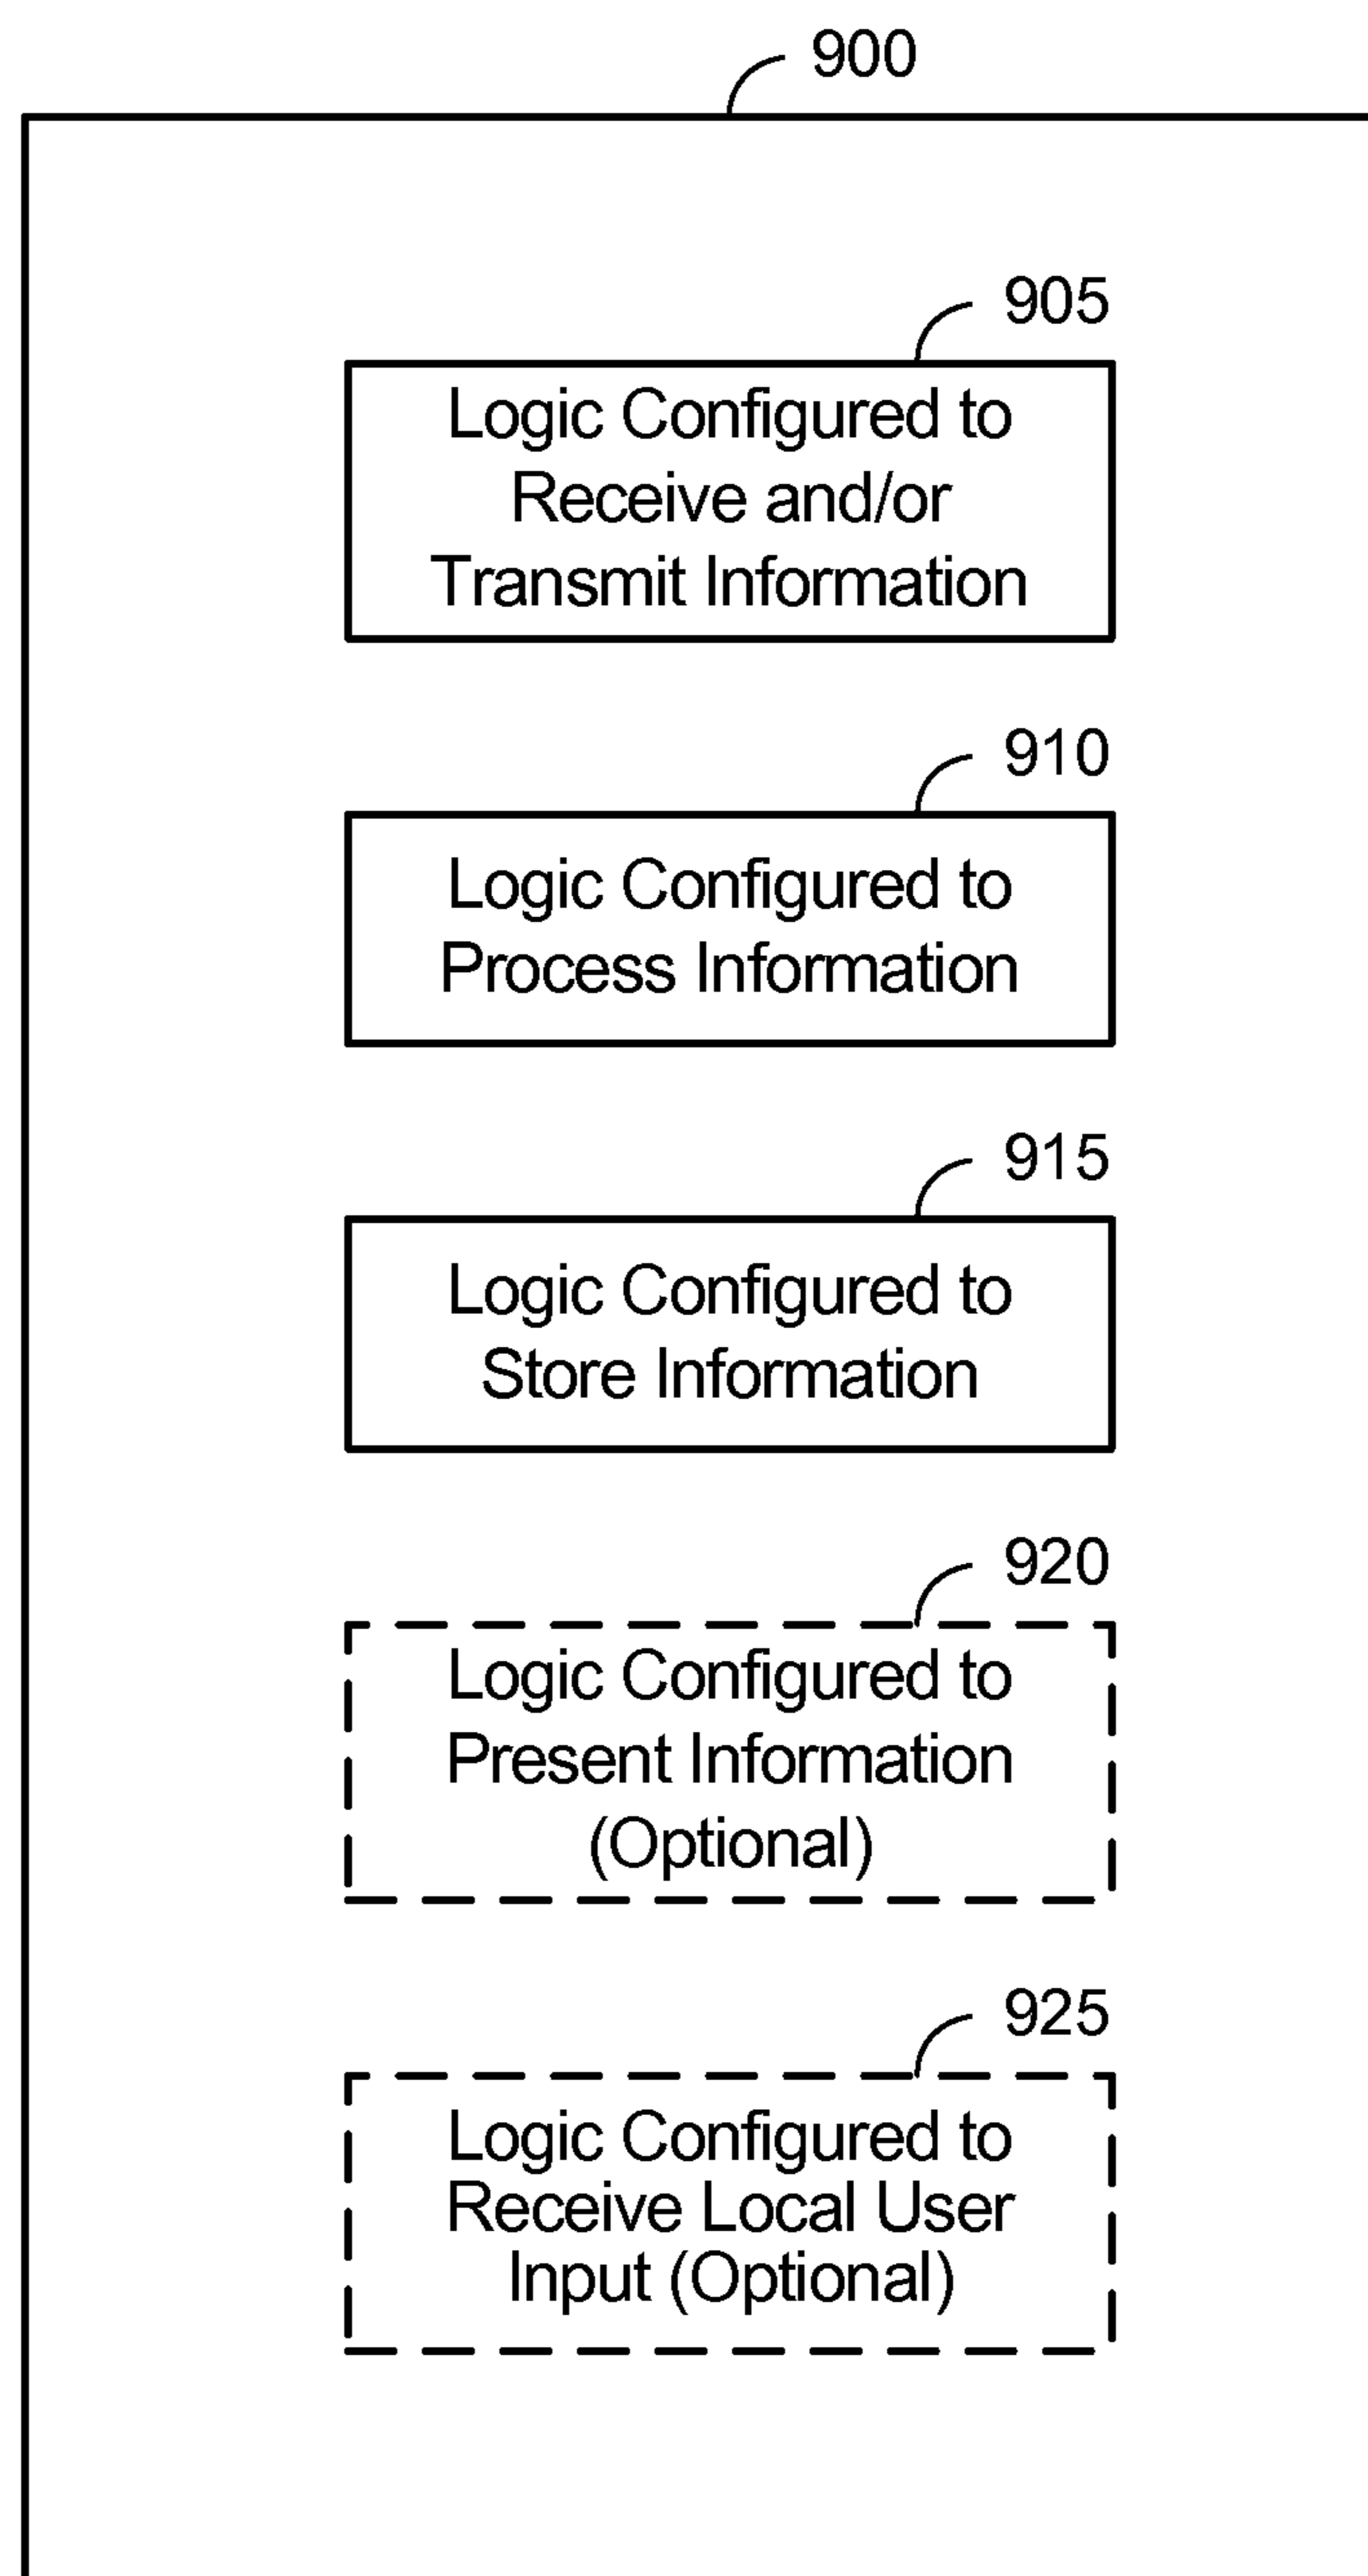 900
905
Logic Configured to
Receive and/or
Transmit Information
910
Logic Configured to
Process Information
915
Logic Configured to
Store Information
920
Logic Configured to
Present Information
(Optional)
925
Logic Configured to
Receive Local User
Input (Optional)